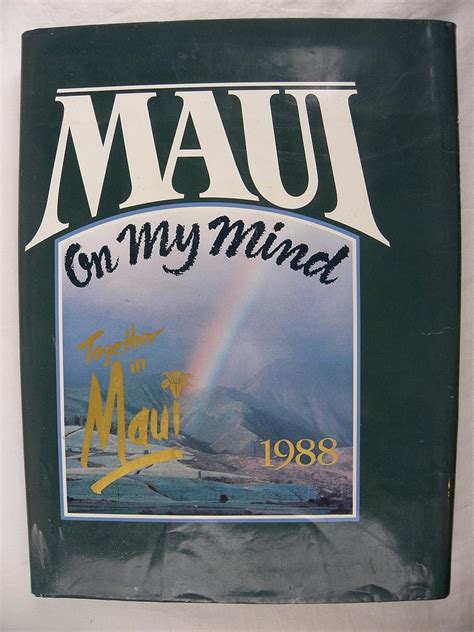 MAUI
On My Mind
Together
in
Maui
1988